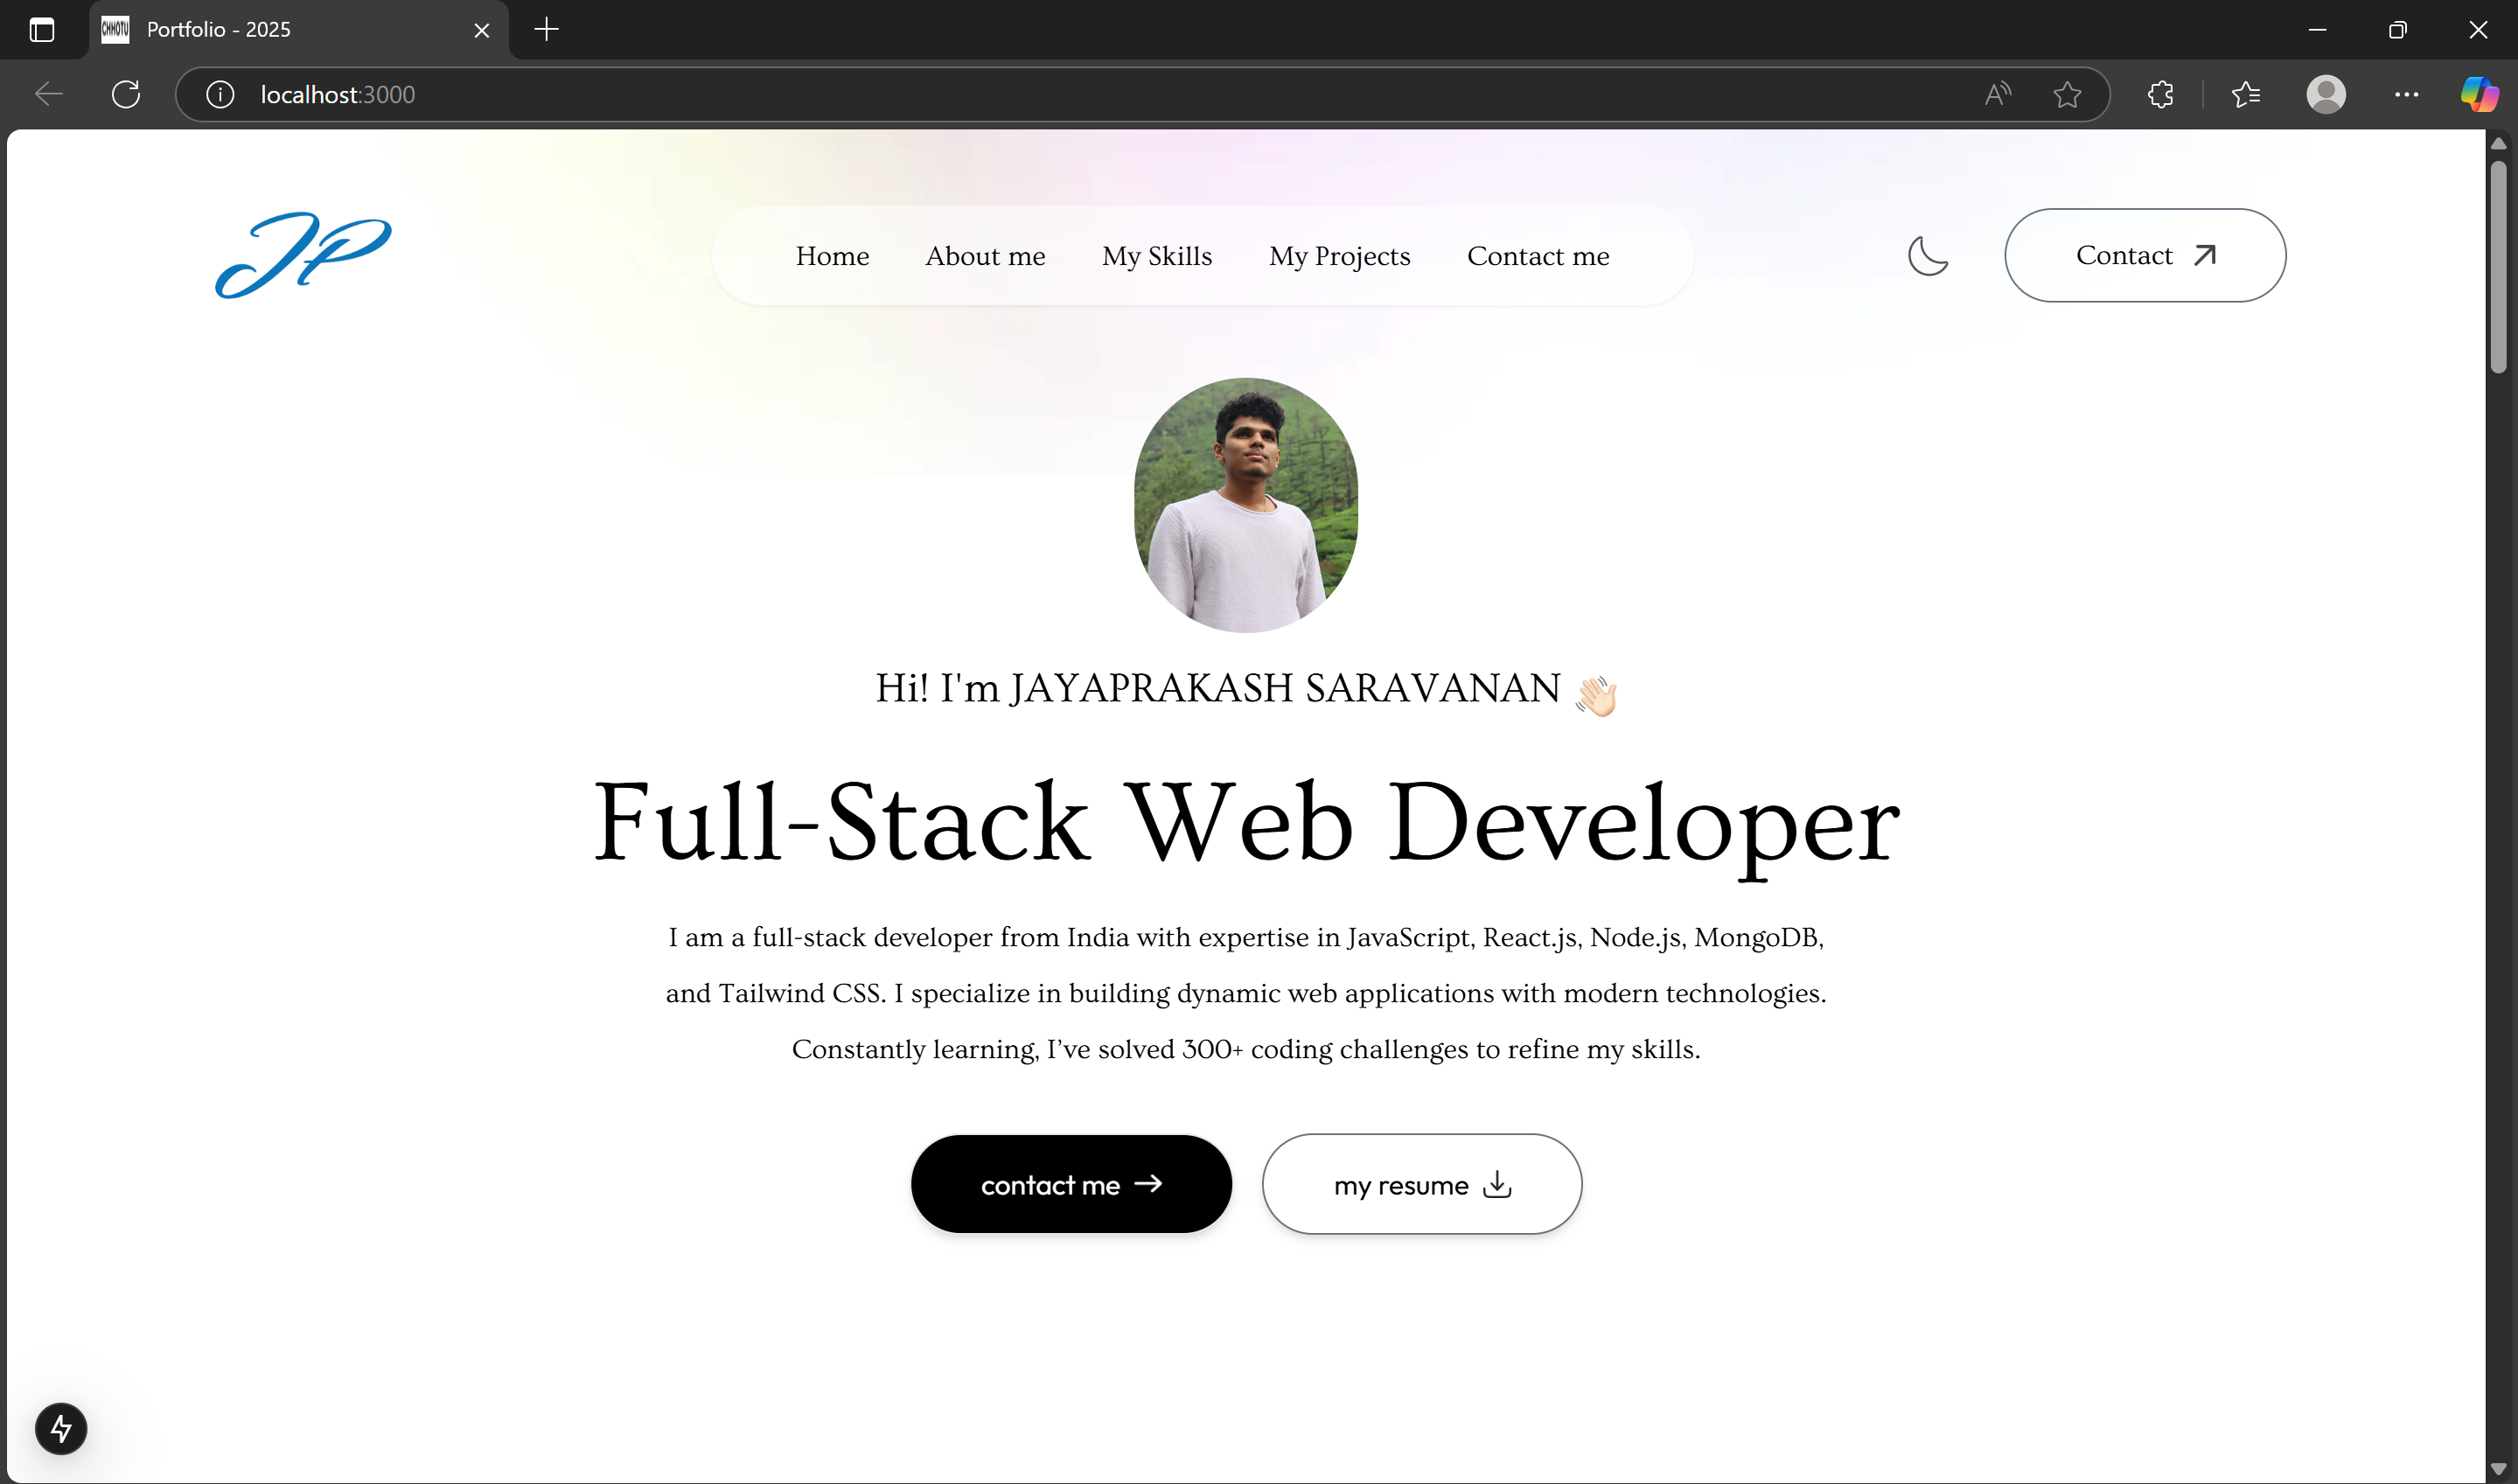 CHHOTU
Portfolio - 2025
localhost:3000
JP
Home About me My Skills My Projects Contact me
Contact
Hi! I'm JAYAPRAKASH SARAVANAN 👋🏻
Full-Stack Web Developer
I am a full-stack developer from India with expertise in JavaScript, React.js, Node.js, MongoDB,
and Tailwind CSS. I specialize in building dynamic web applications with modern technologies.
Constantly learning, I’ve solved 300+ coding challenges to refine my skills.
contact me
my resume